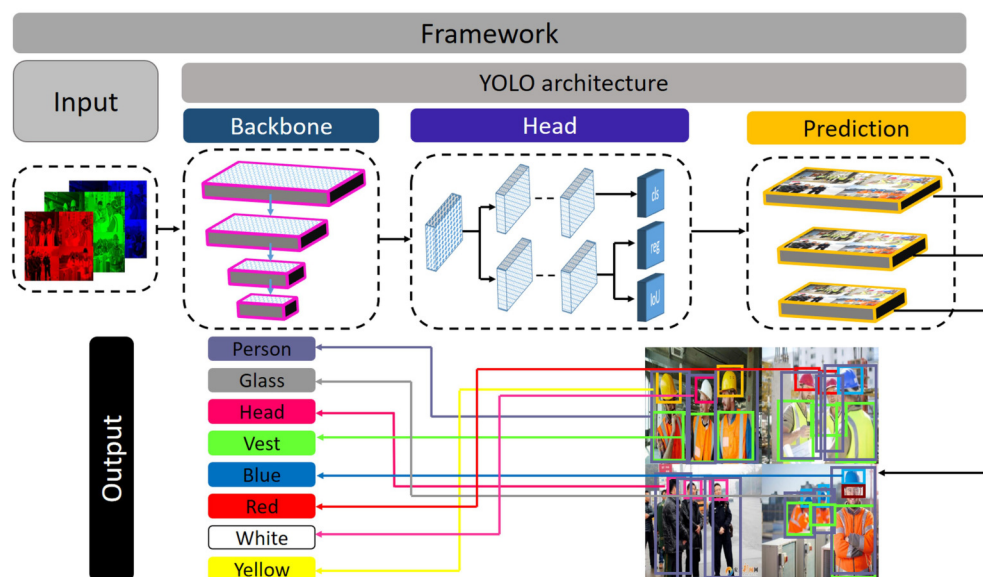 Framework
Input
YOLO architecture
Backbone
Head
Prediction
cls
reg
IoU
Output
Person
Glass
Head
Vest
Blue
Red
White
Yellow